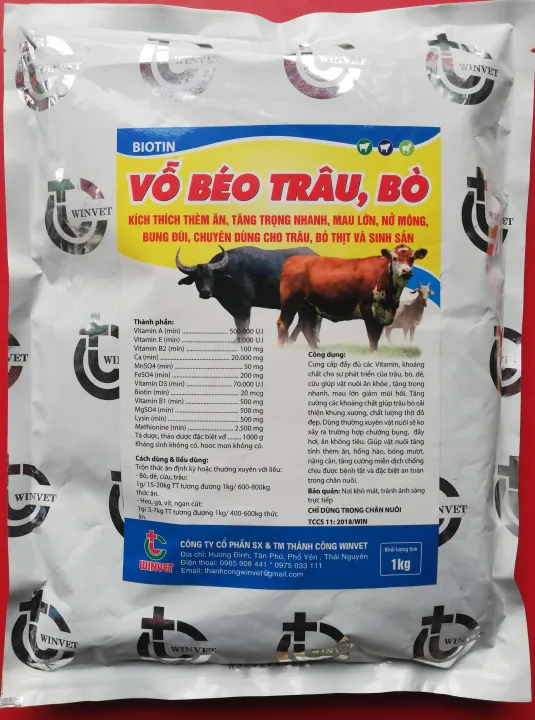 WINVET
BIOTIN
VỖ BÉO TRÂU, BÒ
KÍCH THÍCH THÈM ĂN, TĂNG TRỌNG NHANH, MAU LỚN, NỞ MÔNG,
BUNG ĐÙI, CHUYÊN DÙNG CHO TRÂU, BÒ THỊT VÀ SINH SẢN
Thành phần:
Vitamin A (min) 500.000 U.I
Vitamin E (min) 5.000 U.I
Vitamin B2 (min) 100 mg
Ca (min) 20.000 mg
MnSO4 (min) 50 mg
FeSO4 (min) 200 mg
Vitamin D3 (min) 70.000 U.I
Biotin (min) 20 mcg
Vitamin B1 (min) 500 mg
MgSO4 (min) 500 mg
Lysin (min) 500 mg
Methionine (min) 2.500 mg
Tá dược, thảo dược đặc biệt vđ 1000 g
Kháng sinh không có, hooc mon không có.
Cách dùng & liều dùng:
Trộn thức ăn định kỳ hoặc thường xuyên với liều:
- Bò, dê, cừu, trâu:
1g/ 15-20kg TT tương đương 1kg/ 600-800kg
thức ăn.
- Heo, gà, vịt, ngan cút:
1g/ 5-7kg TT tương đương 1kg/ 400-600kg thức
ăn.
Công dụng:
Cung cấp đầy đủ các Vitamin, khoáng
chất cho sự phát triển của trâu, bò, dê,
cừu giúp vật nuôi ăn khỏe, tăng trọng
nhanh, mau lớn giảm mùi hôi. Tăng
cường các khoáng chất giúp trâu bò cải
thiện khung xương, chất lượng thịt đỏ
đẹp. Dùng thường xuyên vật nuôi sẽ ko
xảy ra trường hợp chướng bụng, đầy
hơi, ăn không tiêu. Giúp vật nuôi tăng
tính thèm ăn, hồng hào, bóng mượt,
nặng cân, tăng cường miễn dịch chống
chịu được bệnh tật và đặc biệt an toàn
trong chăn nuôi.
Bảo quản: Nơi khô mát, tránh ánh sáng
trực tiếp
CHỈ DÙNG TRONG CHĂN NUÔI
TCCS 11: 2018/WIN
WINVET
CÔNG TY CỔ PHẦN SX & TM THÀNH CÔNG WINVET
Địa chỉ: Hương Đình, Tân Phú, Phổ Yên, Thái Nguyên
Điện thoại: 0985 908 441 * 0975 033 111
Email: thanhcongwinvet@gmail.com
Khối lượng tịnh
1kg
WINVET
WINVET
WINVET
WINVET
WINVET